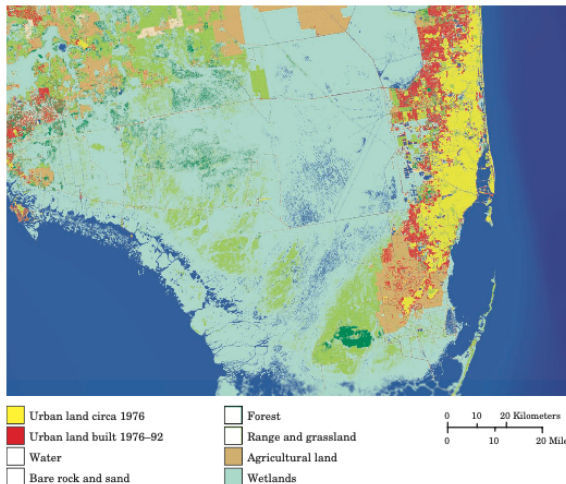 Urban land circa 1976
Urban land built 1976–92
Water
Bare rock and sand
Forest
Range and grassland
Agricultural land
Wetlands
0 10 20 Kilometers
0 10 20 Mile